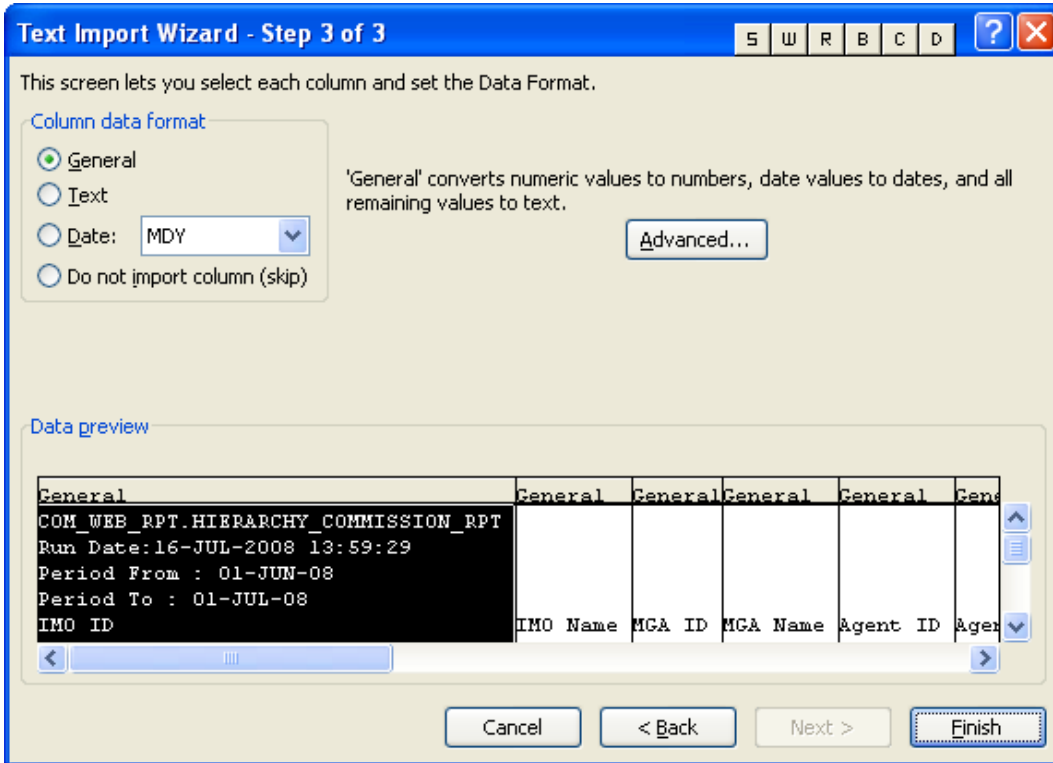 Text Import Wizard - Step 3 of 3
S W R B C D ?
This screen lets you select each column and set the Data Format.
Column data format
General
Text
Date: MDY
Do not import column (skip)
'General' converts numeric values to numbers, date values to dates, and all
remaining values to text.
Advanced...
Data preview
General General General General General Gene
COM_WEB_RPT.HIERARCHY_COMMISSION_RPT
Run Date:16-JUL-2008 13:59:29
Period From : 01-JUN-08
Period To : 01-JUL-08
IMO ID IMO Name MGA ID MGA Name Agent ID Agen
Cancel < Back Next > Finish